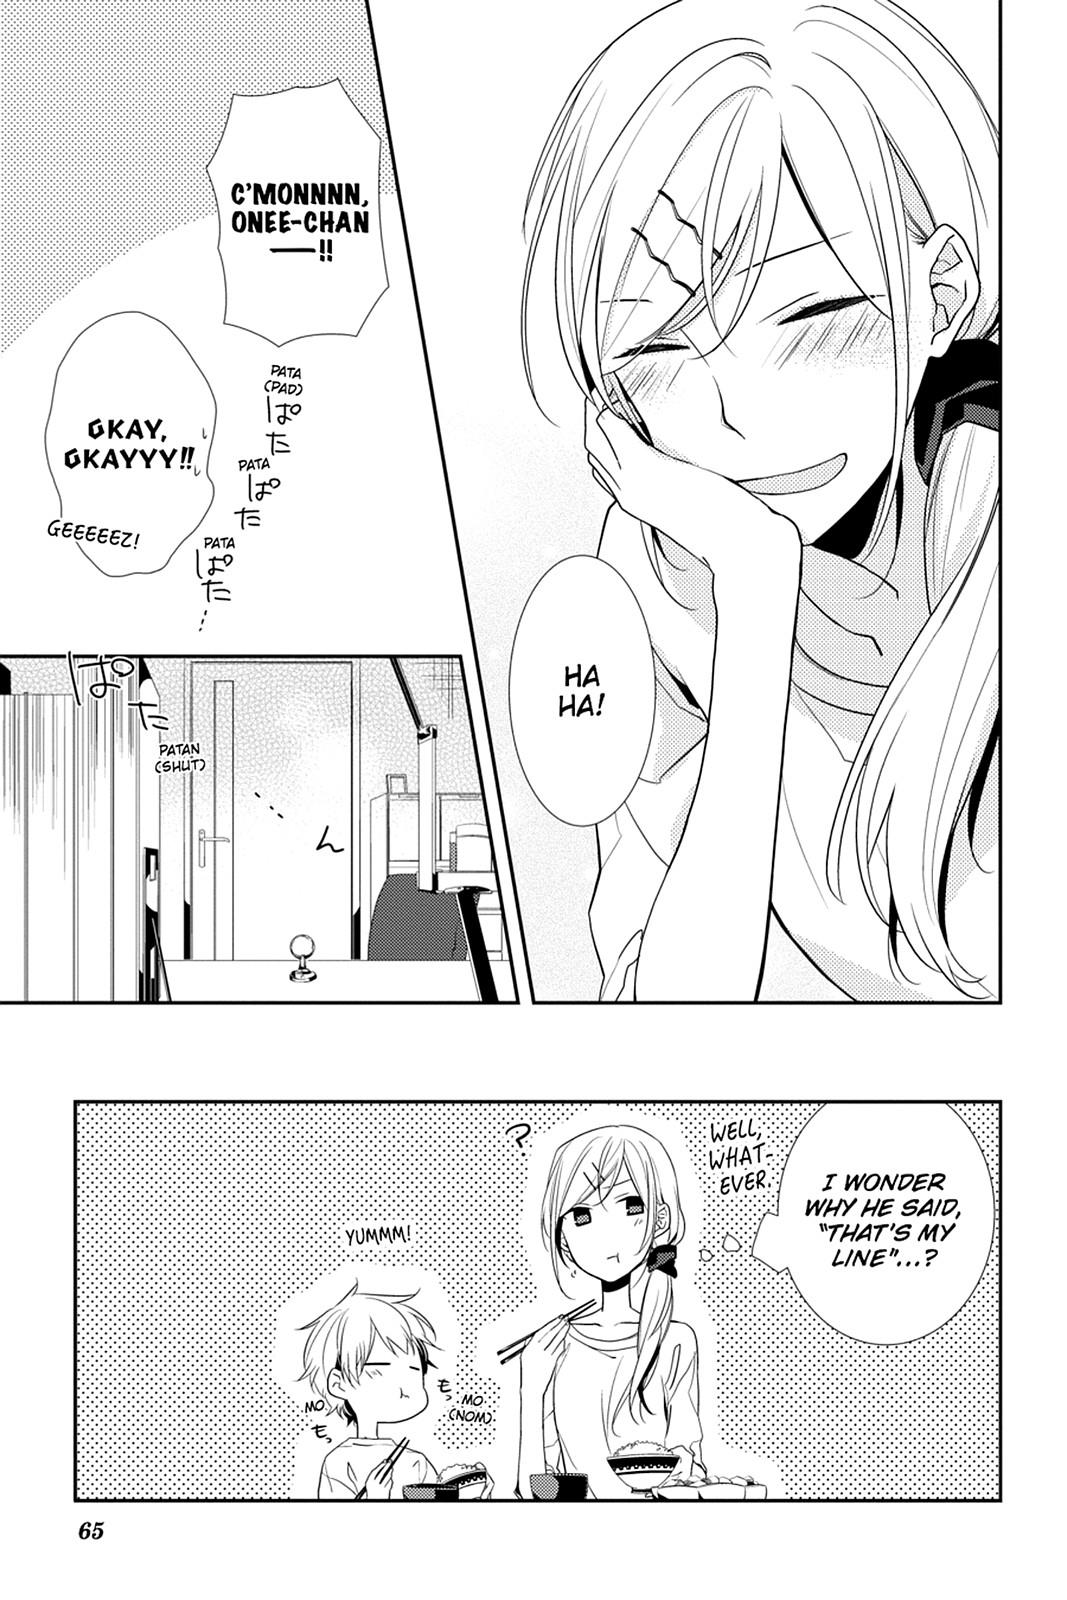 HA
HA!
C'MONNNN,
ONEE-CHAN
—!!
PATA
(PAD)
ぱた
PATA
ぱた
PATA
ぱた…
OKAY,
OKAYYY!!
GEEEEEZ!
ぱた
PATAN
(SHUT)
…ん
I WONDER
WHY HE SAID,
"THAT'S MY
LINE"...?
WELL,
WHAT-
EVER.
?
YUMMM!
もっ
MO
(NOM)
MO
もっ
65